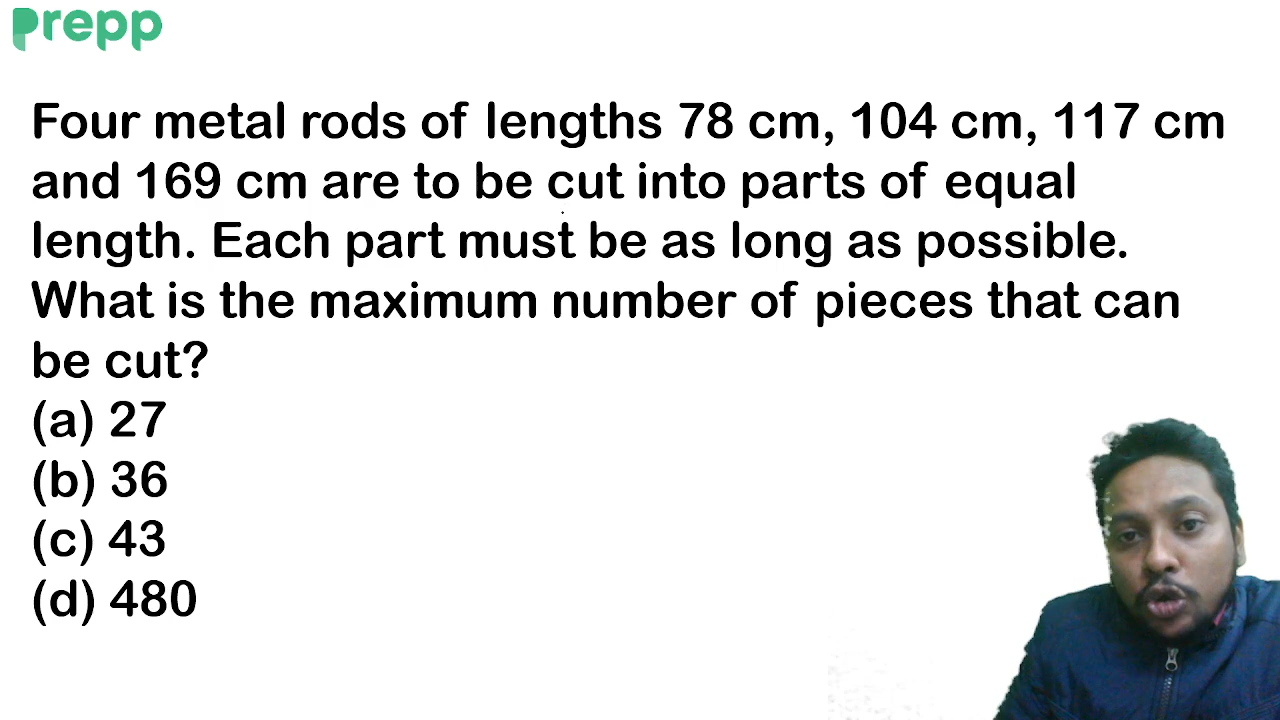 Prepp
Four metal rods of lengths 78 cm, 104 cm, 117 cm
and 169 cm are to be cut into parts of equal
length. Each part must be as long as possible.
What is the maximum number of pieces that can
be cut?
(a) 27
(b) 36
(c) 43
(d) 480